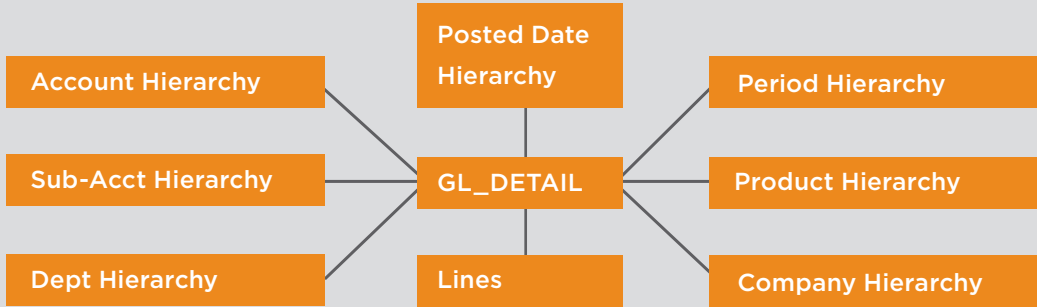 Posted Date
Hierarchy
Account Hierarchy
Period Hierarchy
Sub-Acct Hierarchy
GL_DETAIL
Product Hierarchy
Dept Hierarchy
Lines
Company Hierarchy